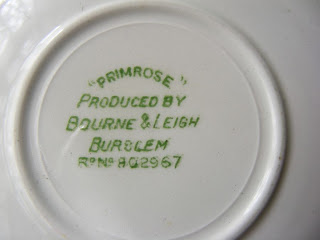 "PRIMROSE"
PRODUCED BY
BOURNE & LEIGH
BURSLEM
RD No 802967